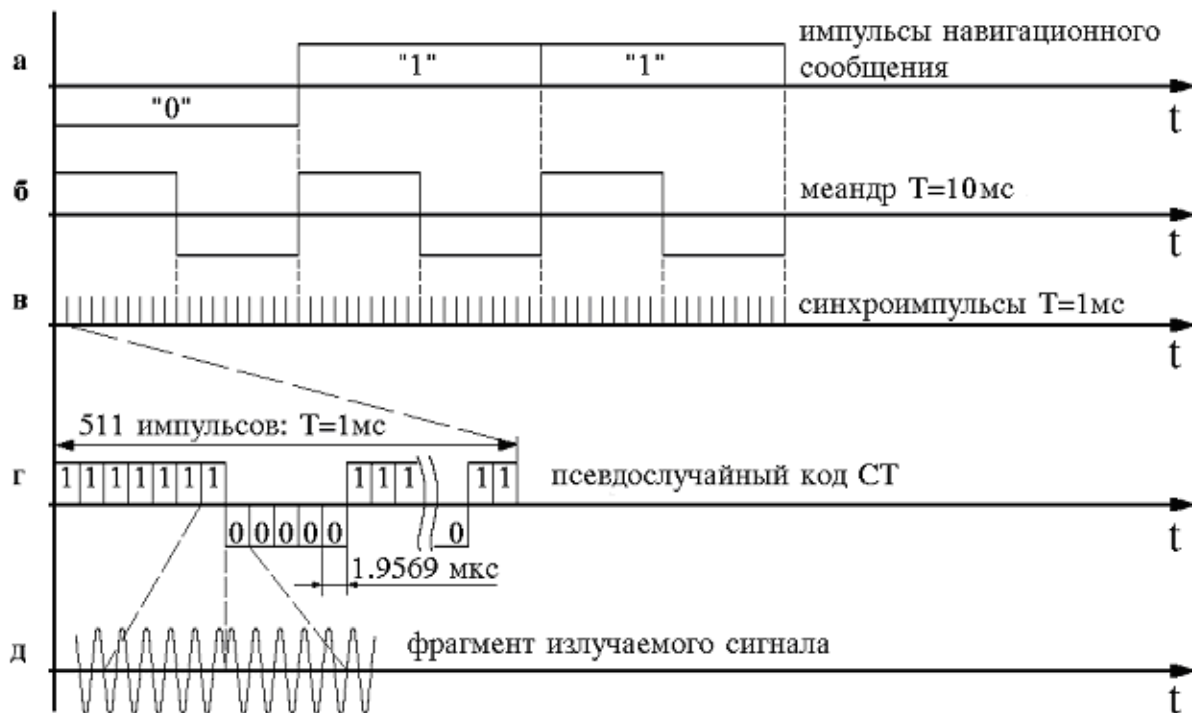 а "0" "1" "1" импульсы навигационного
сообщения
t
б меандр T=10мс
t
в синхроимпульсы T=1мс
t
511 импульсов: T=1мс
г 1 1 1 1 1 1 1 0 0 0 0 0 1 1 1 0 1 1 псевдослучайный код СТ
t
1.9569 мкс
д фрагмент излучаемого сигнала
t